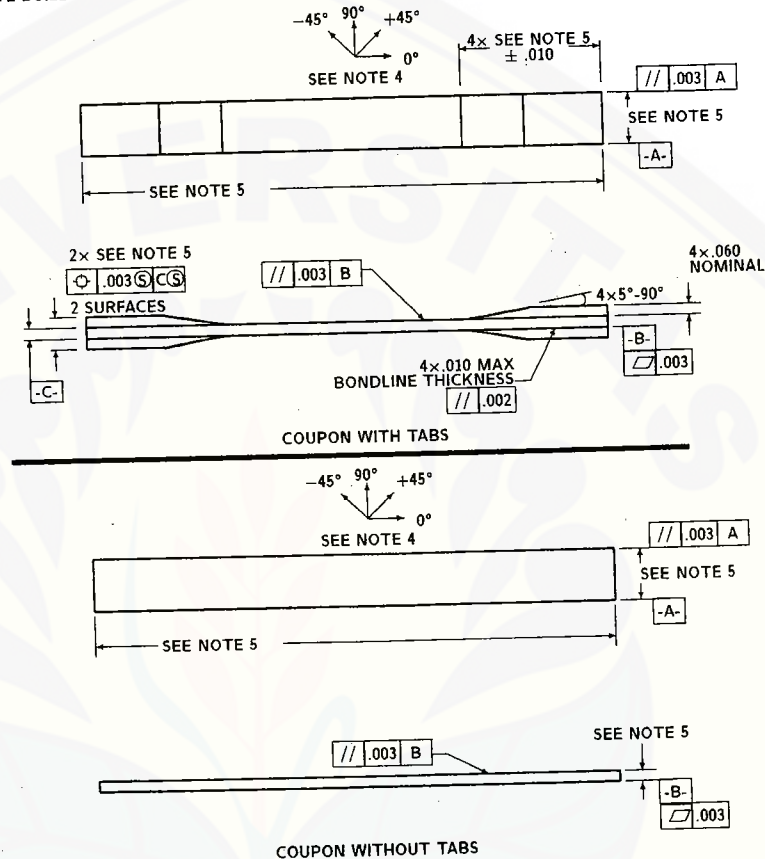 −45° 90° +45°
0°
SEE NOTE 4
4× SEE NOTE 5
± .010
// .003 A
SEE NOTE 5
-A-
SEE NOTE 5
2× SEE NOTE 5
.003Ⓢ CⓈ
2 SURFACES
// .003 B
4×.060
NOMINAL
4×5°-90°
-B-
⏥ .003
-C-
4×.010 MAX
BONDLINE THICKNESS
// .002
COUPON WITH TABS
−45° 90° +45°
0°
SEE NOTE 4
// .003 A
SEE NOTE 5
-A-
SEE NOTE 5
SEE NOTE 5
// .003 B
-B-
⏥ .003
COUPON WITHOUT TABS